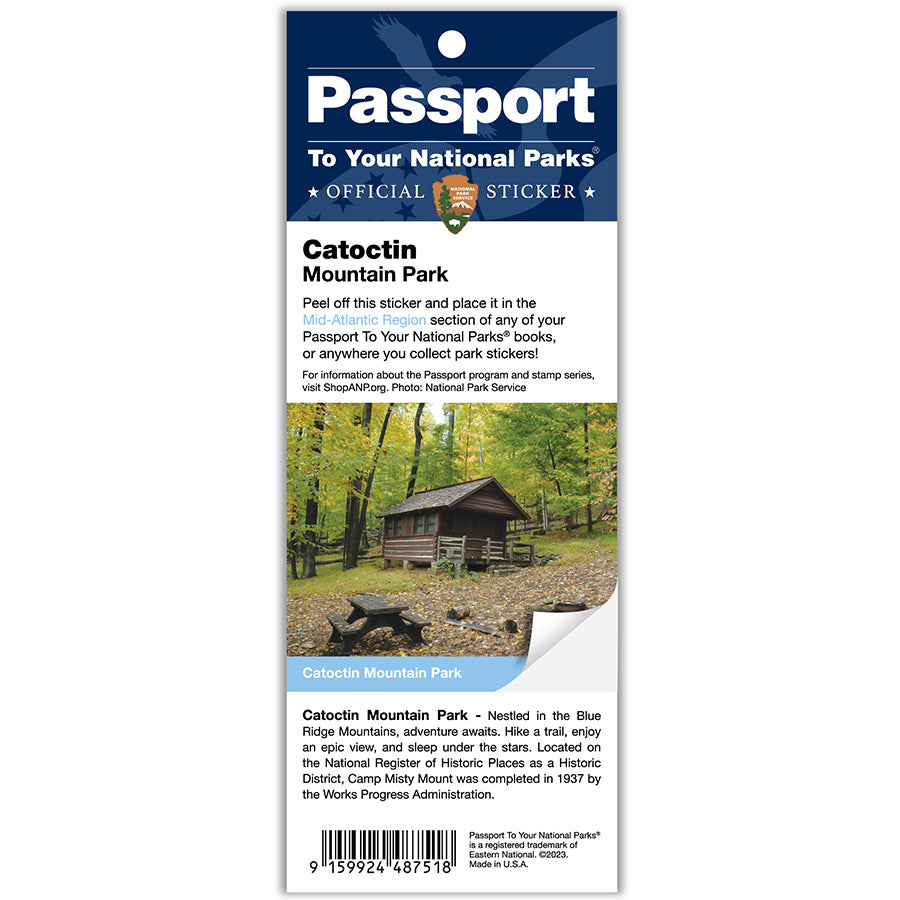 Passport
To Your National Parks®
★ OFFICIAL STICKER ★
NATIONAL
PARK
SERVICE
Catoctin
Mountain Park
Peel off this sticker and place it in the
Mid-Atlantic Region section of any of your
Passport To Your National Parks® books,
or anywhere you collect park stickers!
For information about the Passport program and stamp series,
visit ShopANP.org. Photo: National Park Service
Catoctin Mountain Park
Catoctin Mountain Park - Nestled in the Blue
Ridge Mountains, adventure awaits. Hike a trail, enjoy
an epic view, and sleep under the stars. Located on
the National Register of Historic Places as a Historic
District, Camp Misty Mount was completed in 1937 by
the Works Progress Administration.
9 159924 487518
Passport To Your National Parks®
is a registered trademark of
Eastern National. ©2023.
Made in U.S.A.